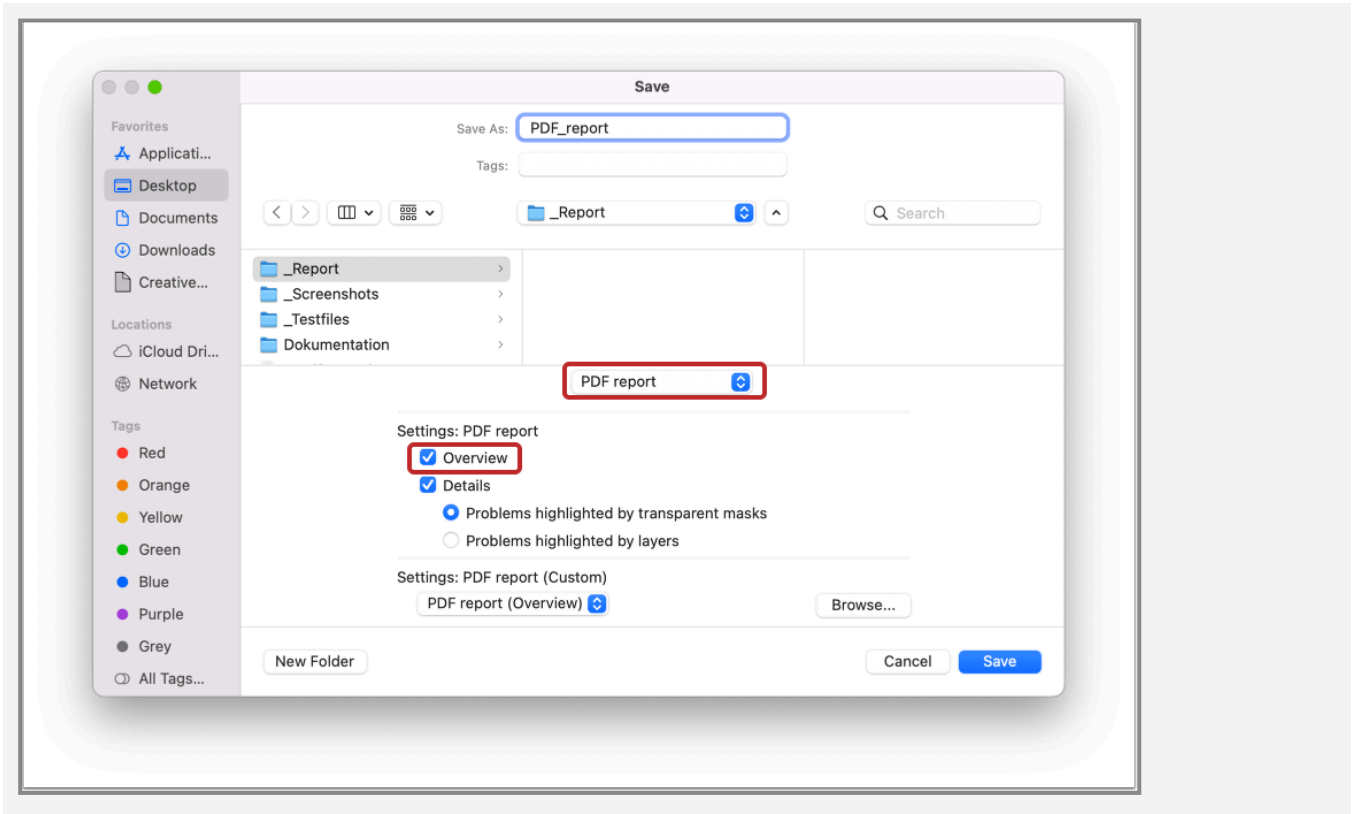 Save
Favorites
Applicati...
Desktop
Documents
Downloads
Creative...
Locations
iCloud Dri...
Network
Tags
Red
Orange
Yellow
Green
Blue
Purple
Grey
All Tags...
Save As: PDF_report
Tags:
_Report
Search
_Report
_Screenshots
_Testfiles
Dokumentation
PDF report
Settings: PDF report
Overview
Details
Problems highlighted by transparent masks
Problems highlighted by layers
Settings: PDF report (Custom)
PDF report (Overview) Browse...
New Folder Cancel Save